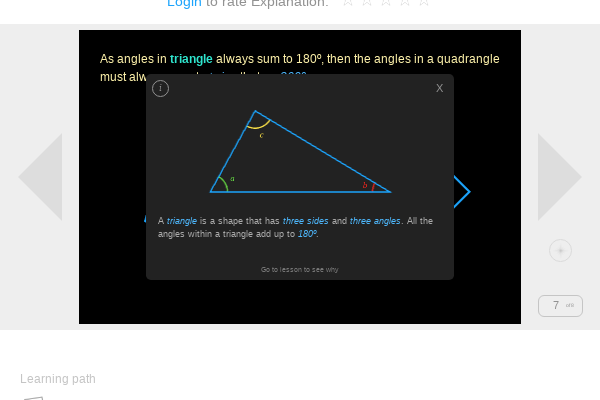 Login to rate Explanation:
As angles in triangle always sum to 180º, then the angles in a quadrangle
must
i
X
c
a
b
A triangle is a shape that has three sides and three angles. All the
angles within a triangle add up to 180º.
Go to lesson to see why
7
Learning path